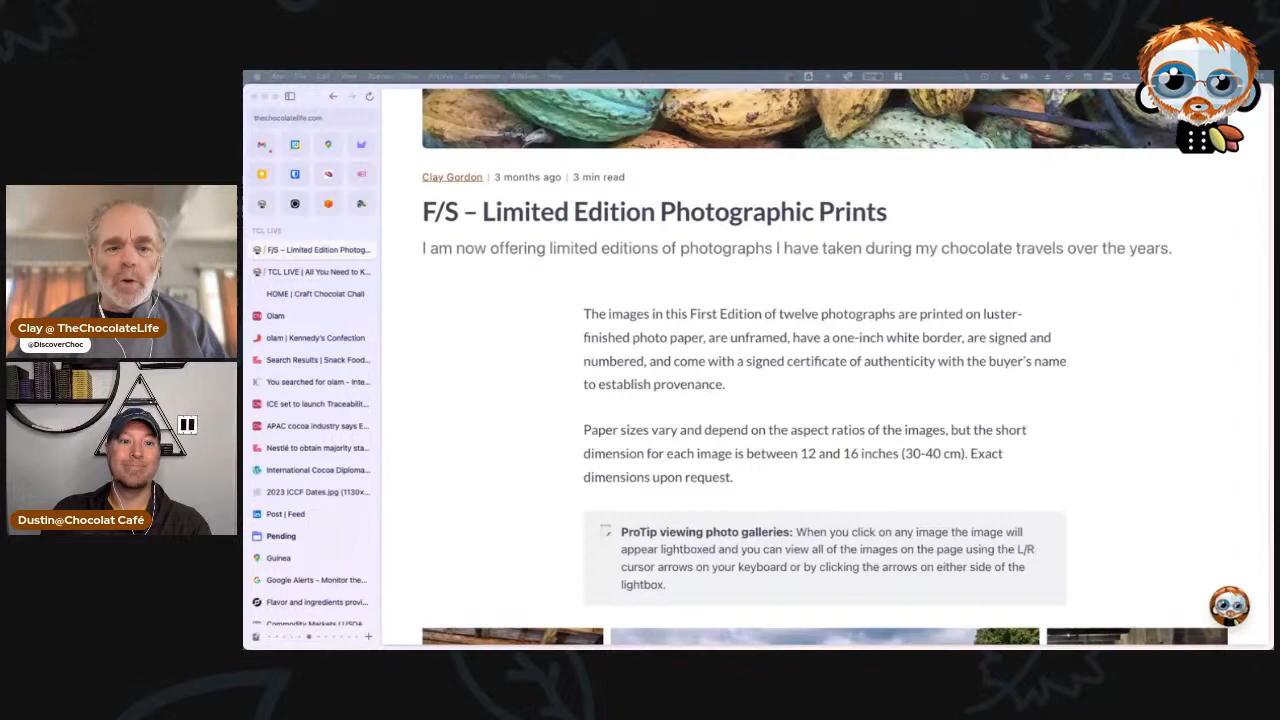 thechocolatelife.com
TCL LIVE
F/S – Limited Edition Photog...
TCL LIVE | All You Need to K...
HOME | Craft Chocolat Chall
Olam
olam | Kennedy's Confection
Search Results | Snack Food...
You searched for olam - Inte...
ICE set to launch Traceabilit...
APAC cocoa industry says E...
Nestlé to obtain majority sta...
International Cocoa Diploma...
2023 ICCF Dates.jpg (1130×...
Post | Feed
Pending
Guinea
Google Alerts - Monitor the...
Flavor and ingredients provi...
Commodity Markets | USDA
Clay Gordon | 3 months ago | 3 min read
F/S – Limited Edition Photographic Prints
I am now offering limited editions of photographs I have taken during my chocolate travels over the years.
The images in this First Edition of twelve photographs are printed on luster-
finished photo paper, are unframed, have a one-inch white border, are signed and
numbered, and come with a signed certificate of authenticity with the buyer's name
to establish provenance.
Paper sizes vary and depend on the aspect ratios of the images, but the short
dimension for each image is between 12 and 16 inches (30-40 cm). Exact
dimensions upon request.
ProTip viewing photo galleries: When you click on any image the image will
appear lightboxed and you can view all of the images on the page using the L/R
cursor arrows on your keyboard or by clicking the arrows on either side of the
lightbox.
Clay @ TheChocolateLife
@DiscoverChoc
Dustin@Chocolat Café